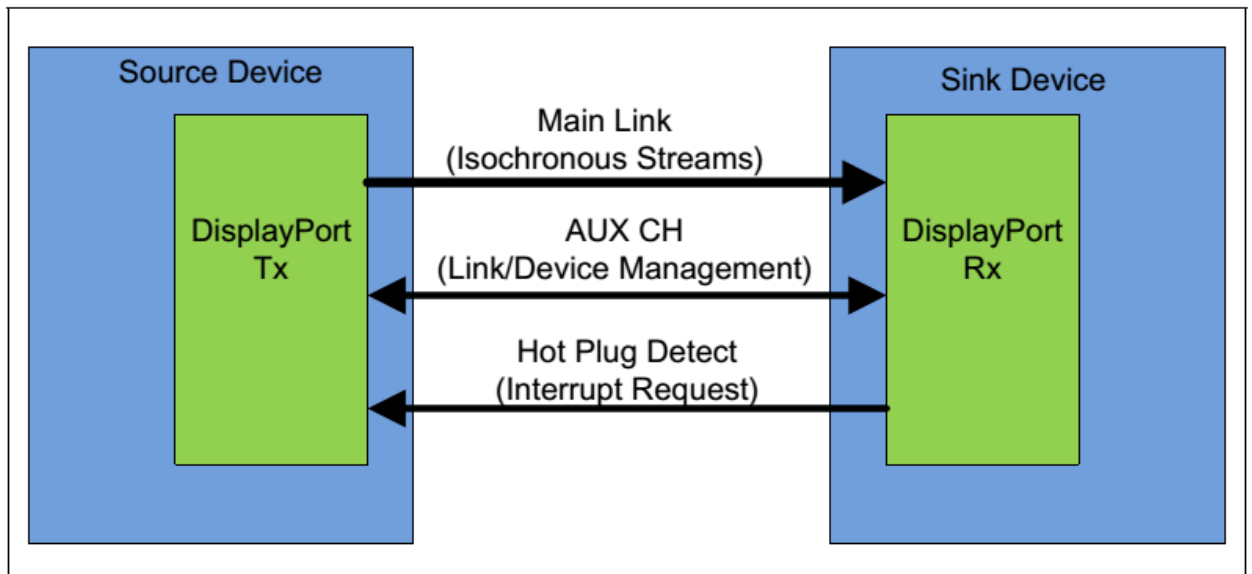 Source Device
Sink Device
Main Link
(Isochronous Streams)
DisplayPort
Tx
AUX CH
(Link/Device Management)
DisplayPort
Rx
Hot Plug Detect
(Interrupt Request)